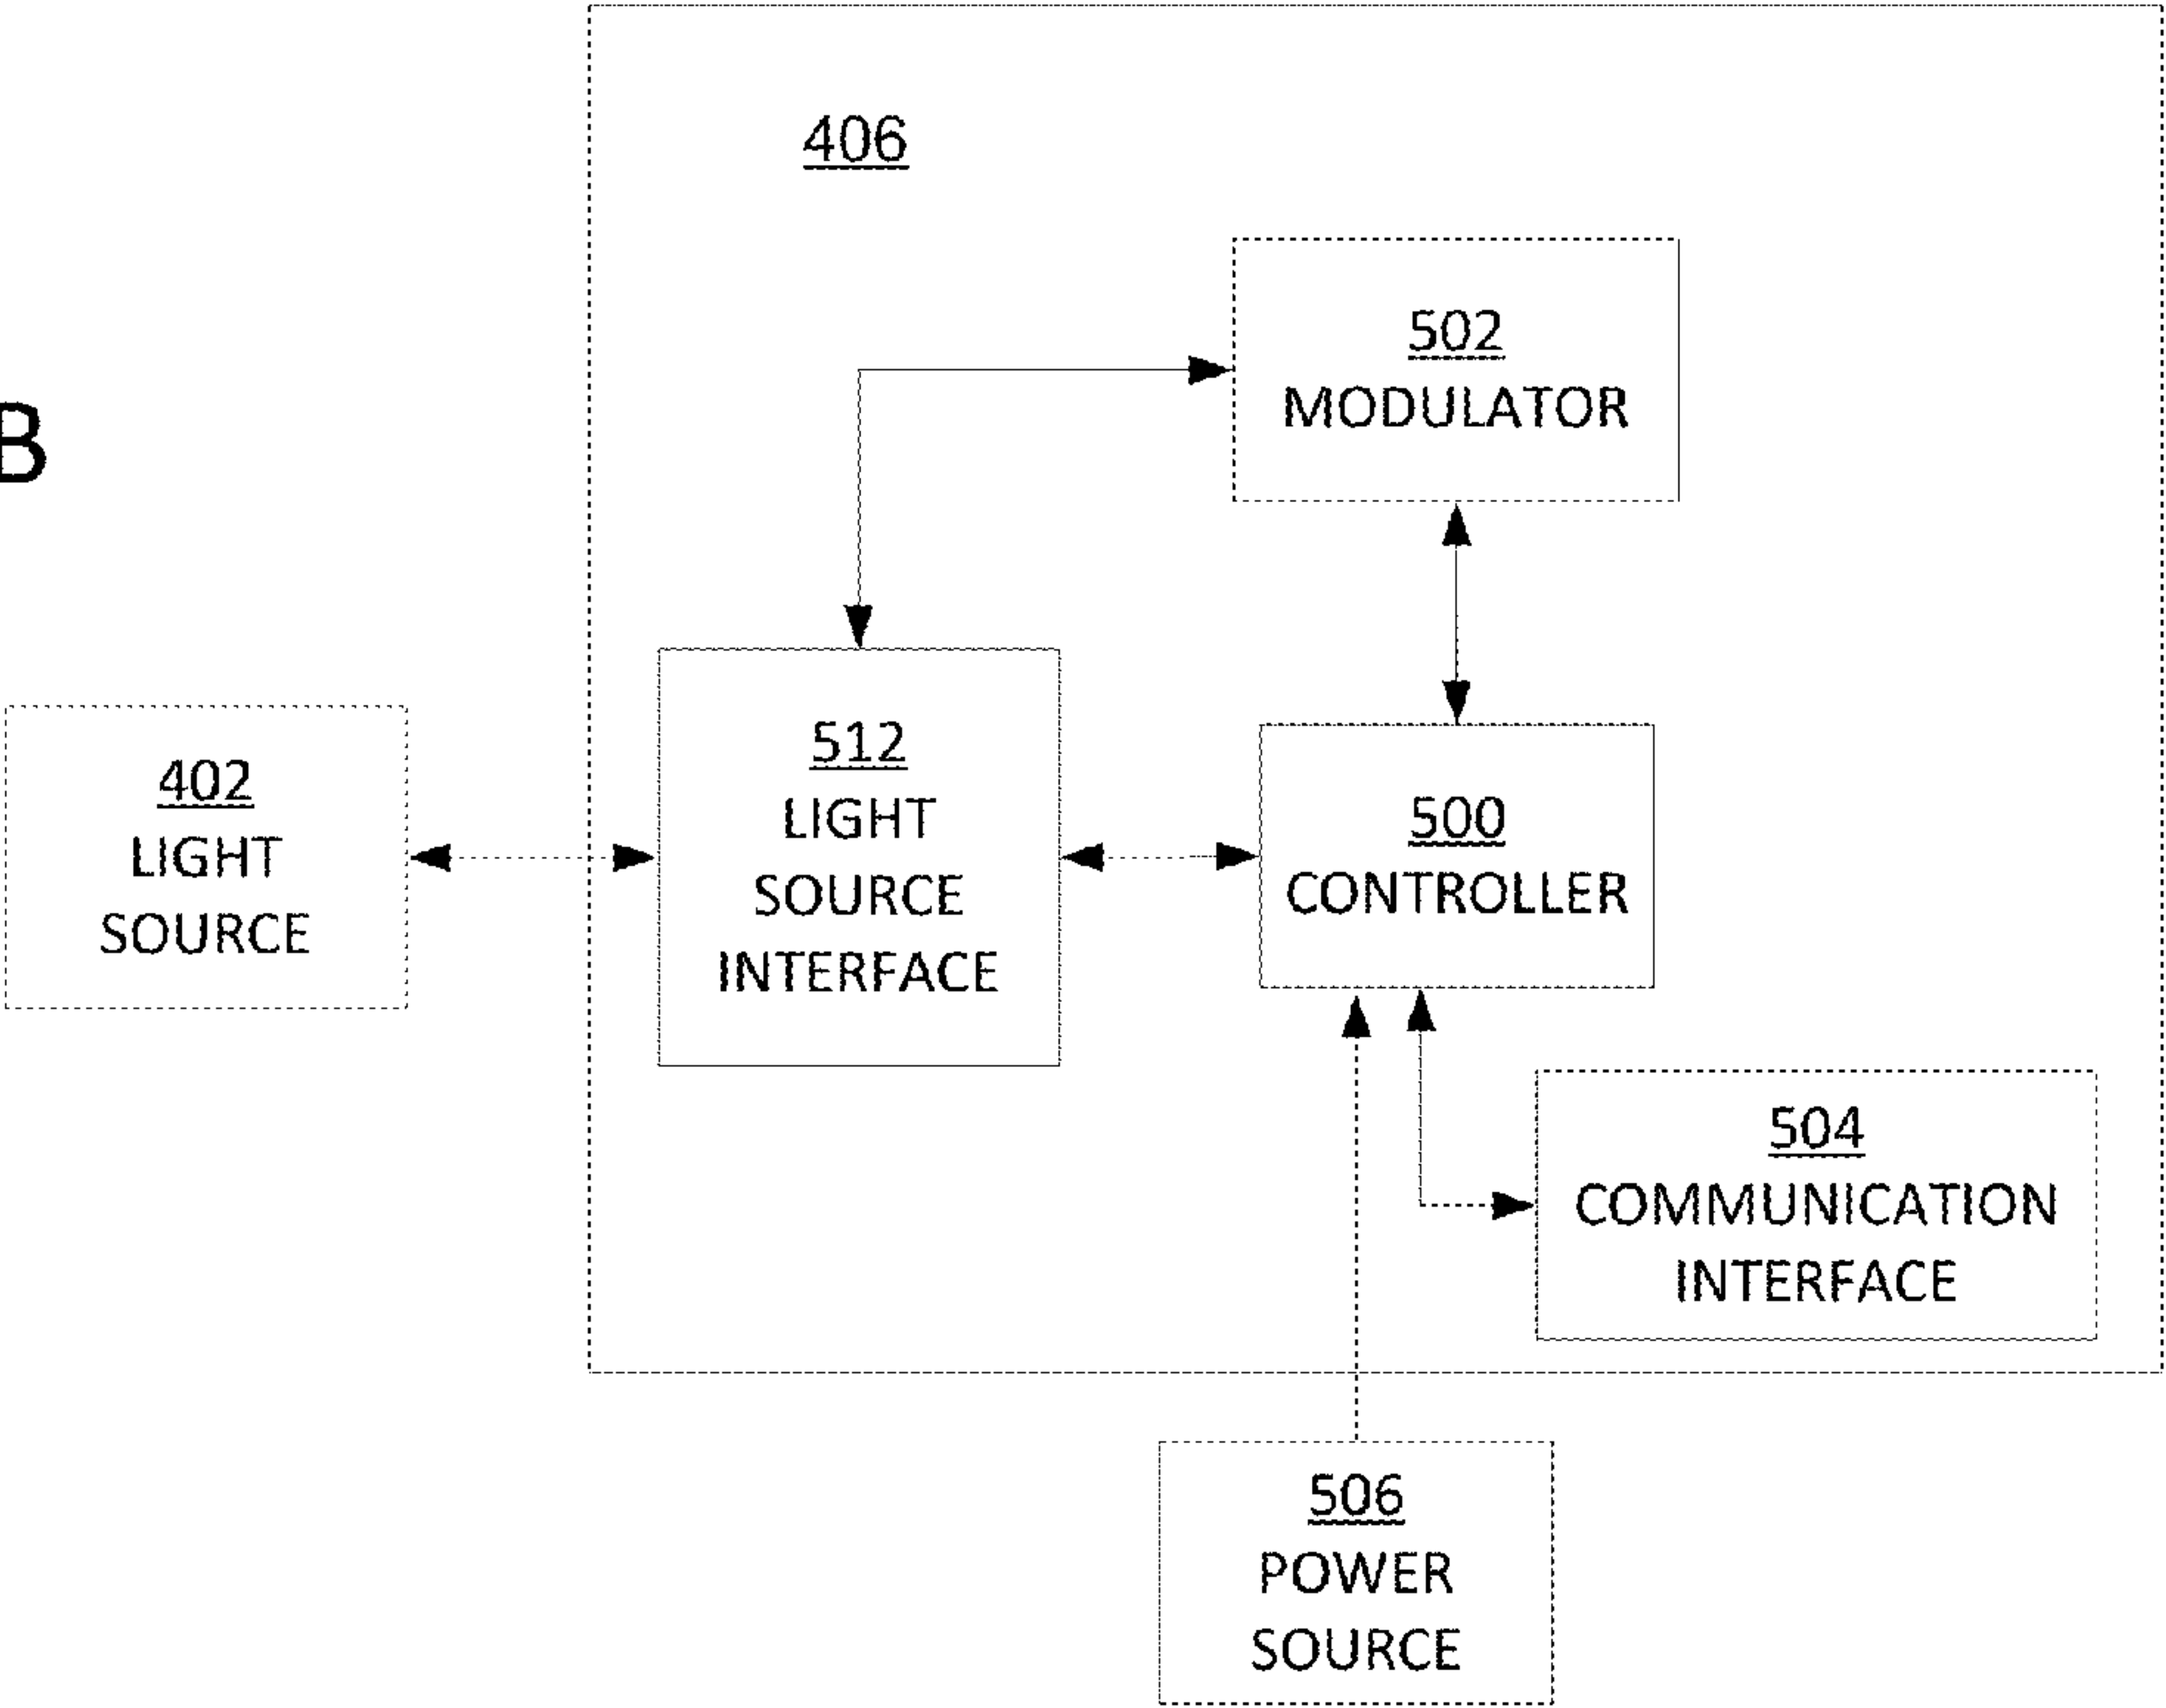 406
502
MODULATOR
B
512
LIGHT
SOURCE
INTERFACE
402
LIGHT
SOURCE
500
CONTROLLER
504
COMMUNICATION
INTERFACE
506
POWER
SOURCE